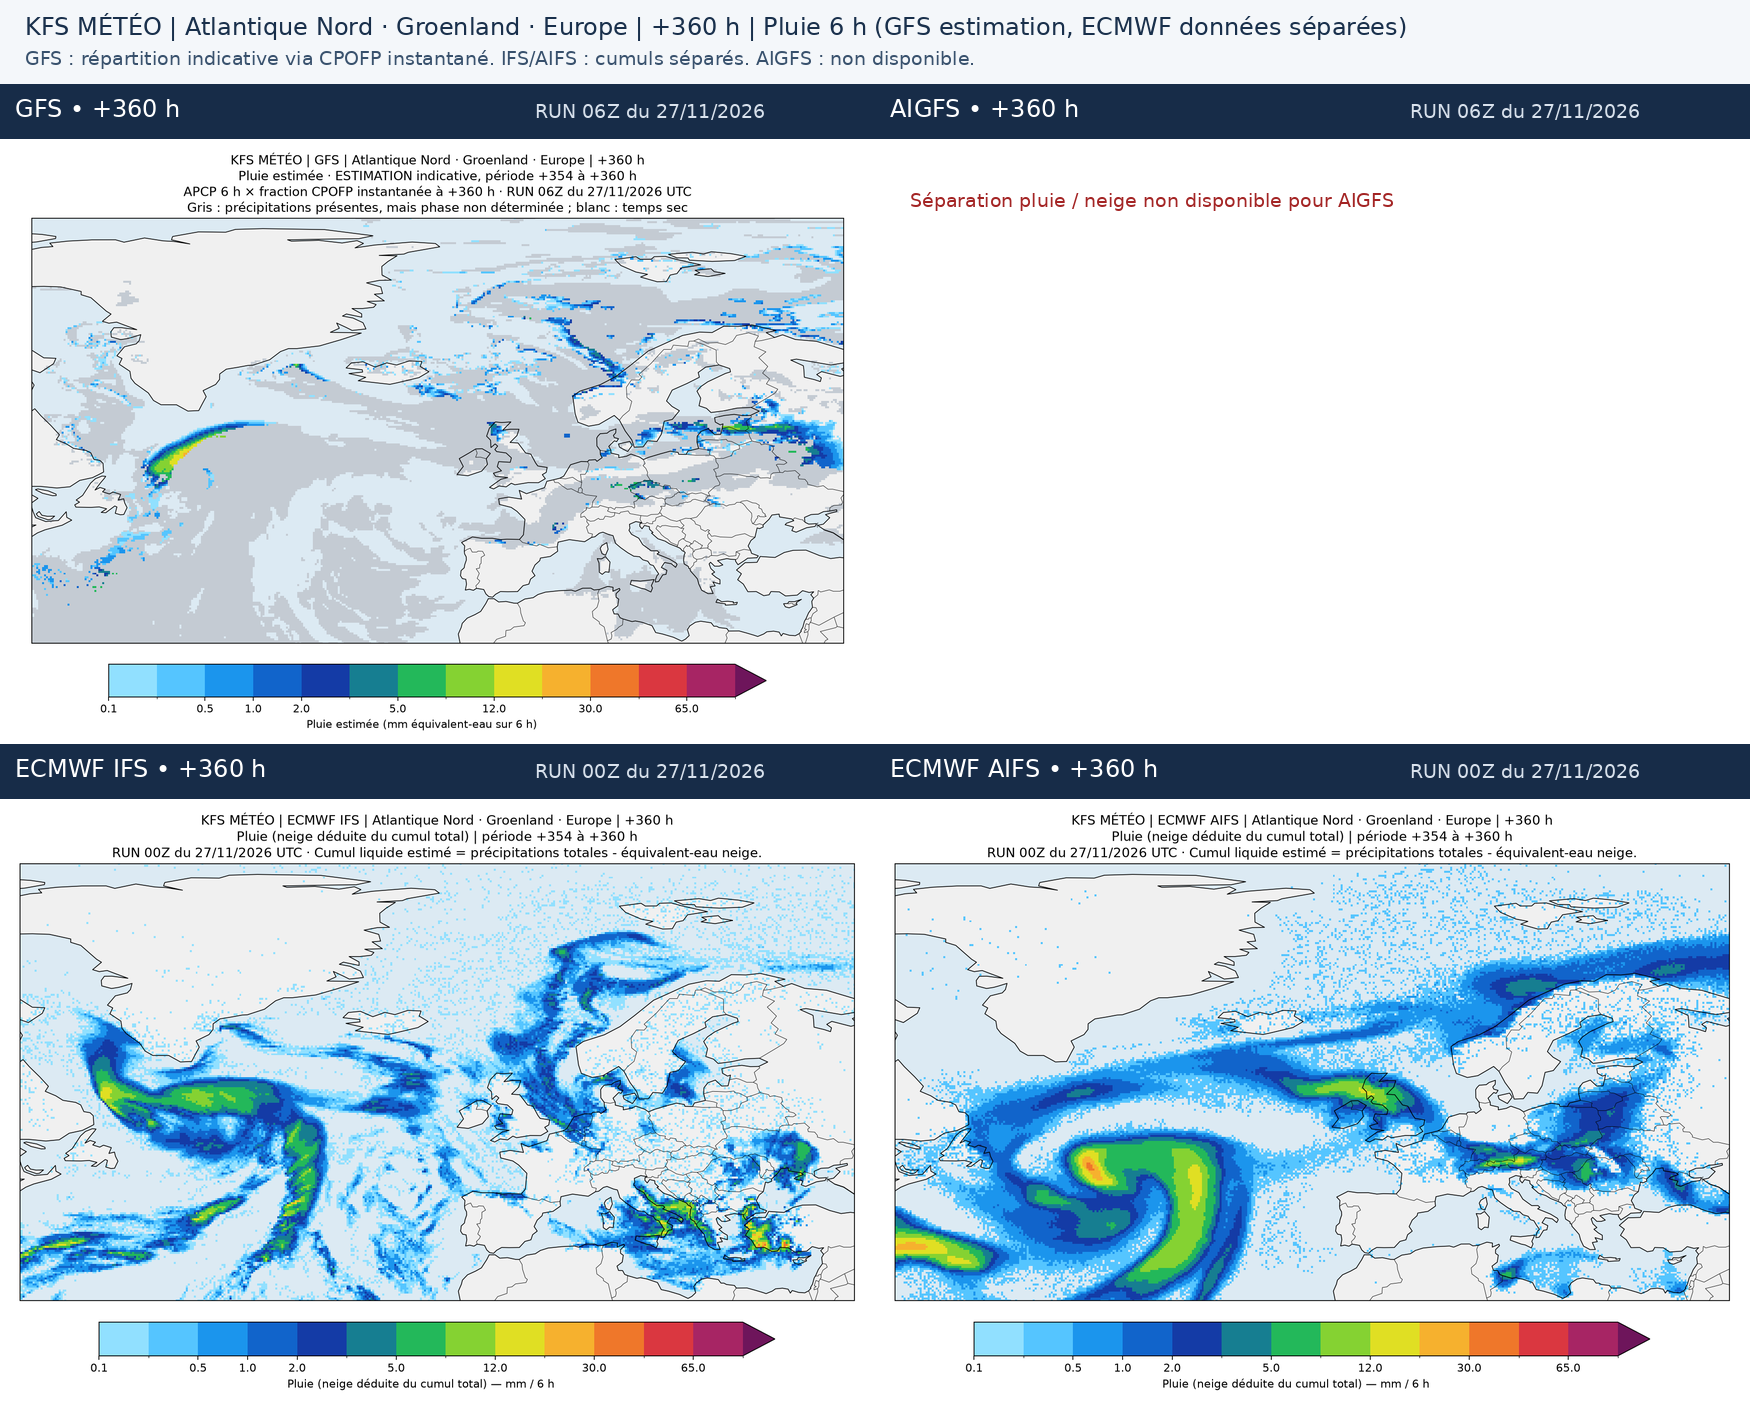 KFS MÉTÉO | Atlantique Nord · Groenland · Europe | +360 h | Pluie 6 h (GFS estimation, ECMWF données séparées)
GFS : répartition indicative via CPOFP instantané. IFS/AIFS : cumuls séparés. AIGFS : non disponible.
GFS • +360 h
RUN 06Z du 27/11/2026
AIGFS • +360 h
RUN 06Z du 27/11/2026
KFS MÉTÉO | GFS | Atlantique Nord · Groenland · Europe | +360 h
Pluie estimée · ESTIMATION indicative, période +354 à +360 h
APCP 6 h × fraction CPOFP instantanée à +360 h · RUN 06Z du 27/11/2026 UTC
Gris : précipitations présentes, mais phase non déterminée ; blanc : temps sec
Séparation pluie / neige non disponible pour AIGFS
0.1 0.5 1.0 2.0 5.0 12.0 30.0 65.0
Pluie estimée (mm équivalent-eau sur 6 h)
ECMWF IFS • +360 h
RUN 00Z du 27/11/2026
ECMWF AIFS • +360 h
RUN 00Z du 27/11/2026
KFS MÉTÉO | ECMWF IFS | Atlantique Nord · Groenland · Europe | +360 h
Pluie (neige déduite du cumul total) | période +354 à +360 h
RUN 00Z du 27/11/2026 UTC · Cumul liquide estimé = précipitations totales - équivalent-eau neige.
KFS MÉTÉO | ECMWF AIFS | Atlantique Nord · Groenland · Europe | +360 h
Pluie (neige déduite du cumul total) | période +354 à +360 h
RUN 00Z du 27/11/2026 UTC · Cumul liquide estimé = précipitations totales - équivalent-eau neige.
0.1 0.5 1.0 2.0 5.0 12.0 30.0 65.0
Pluie (neige déduite du cumul total) — mm / 6 h
0.1 0.5 1.0 2.0 5.0 12.0 30.0 65.0
Pluie (neige déduite du cumul total) — mm / 6 h